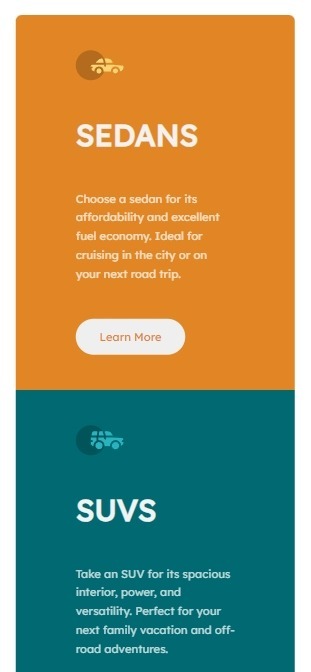 SEDANS
Choose a sedan for its
affordability and excellent
fuel economy. Ideal for
cruising in the city or on
your next road trip.
Learn More
SUVS
Take an SUV for its spacious
interior, power, and
versatility. Perfect for your
next family vacation and off-
road adventures.